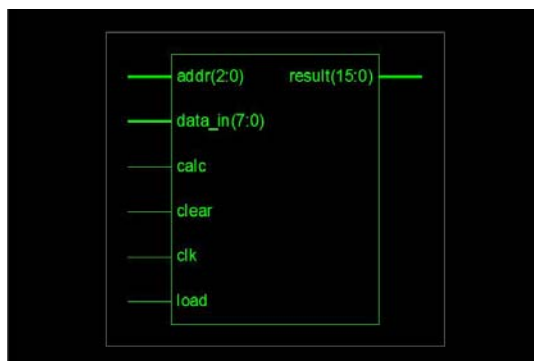 addr(2:0) result(15:0)
data_in(7:0)
calc
clear
clk
load